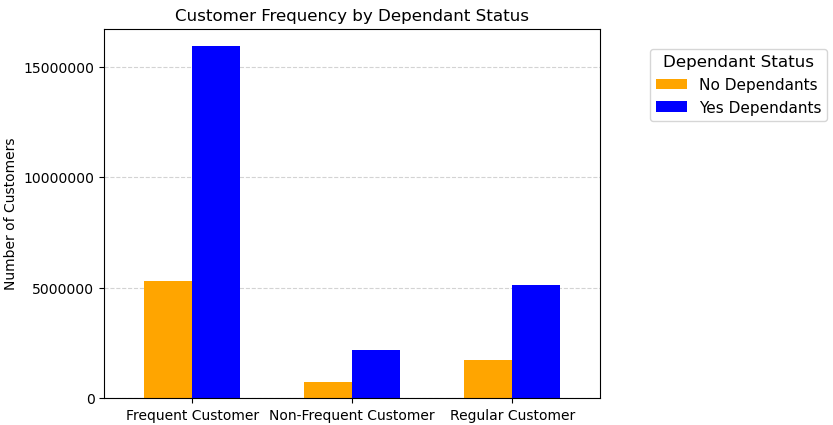 Customer Frequency by Dependant Status
Number of Customers
15000000
10000000
5000000
0
Frequent Customer
Non-Frequent Customer
Regular Customer
Dependant Status
No Dependants
Yes Dependants